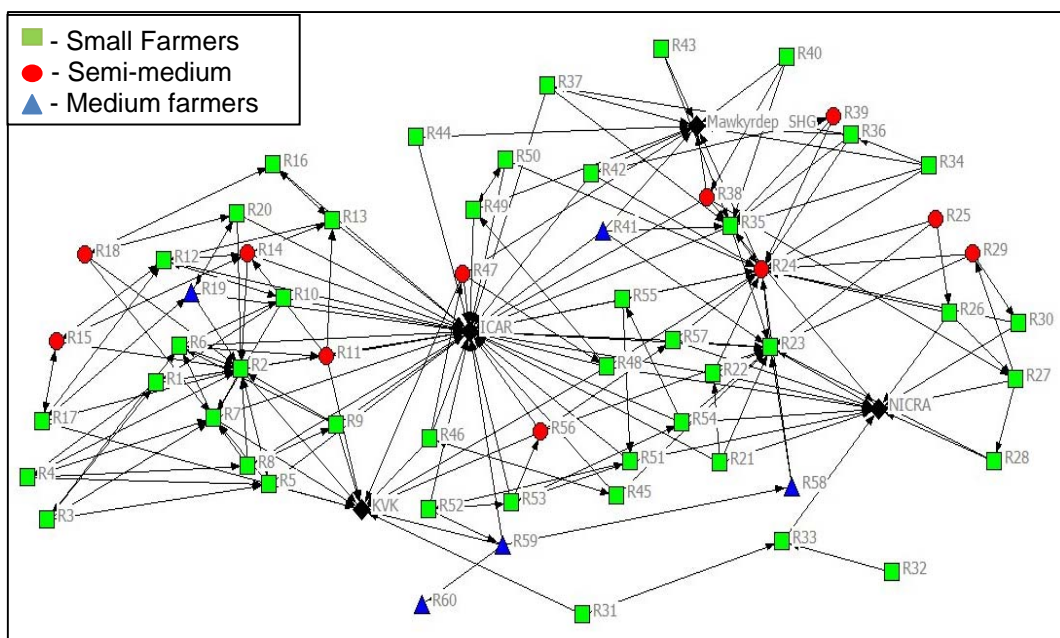 - Small Farmers
- Semi-medium
- Medium farmers
R43
R40
R37
R39
Mawkyrdep SHG
R36
R44
R50
R42
R34
R16
R38
R20
R49
R13
R35
R25
R41
R18
R12
R14
R24
R29
R47
R19
R10
R55
R26
R30
ICAR
R15
R6
R11
R57
R23
R2
R48
R22
R1
R27
NICRA
R17
R7
R9
R54
R46
R56
R4
R8
R51
R21
R28
R5
R58
R3
KVK
R52
R53
R45
R59
R33
R32
R60
R31